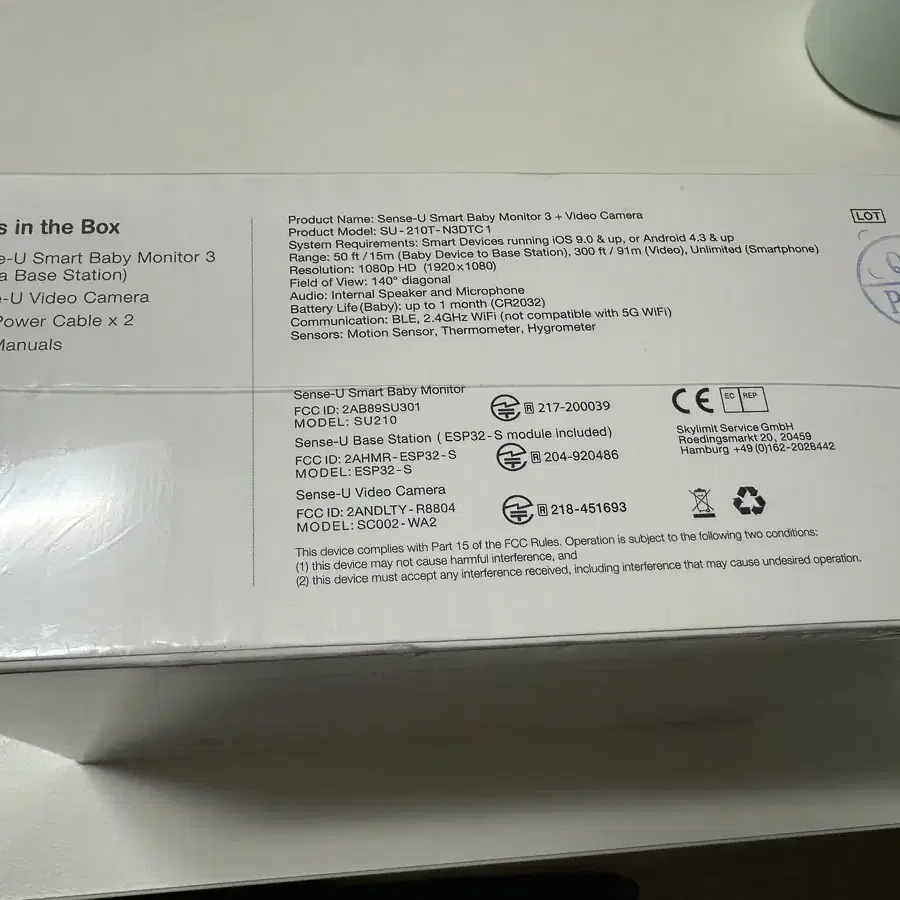 s in the Box
e-U Smart Baby Monitor 3
a Base Station)
e-U Video Camera
Power Cable x 2
Manuals
Product Name: Sense-U Smart Baby Monitor 3 + Video Camera
Product Model: SU-210T-N3DTC1
System Requirements: Smart Devices running iOS 9.0 & up, or Android 4.3 & up
Range: 50 ft / 15m (Baby Device to Base Station), 300 ft / 91m (Video), Unlimited (Smartphone)
Resolution: 1080p HD (1920x1080)
Field of View: 140° diagonal
Audio: Internal Speaker and Microphone
Battery Life (Baby): up to 1 month (CR2032)
Communication: BLE, 2.4GHz WiFi (not compatible with 5G WiFi)
Sensors: Motion Sensor, Thermometer, Hygrometer
LOT
Sense-U Smart Baby Monitor
FCC ID: 2AB89SU301
MODEL: SU210
R 217-200039
Sense-U Base Station ( ESP32-S module included)
FCC ID: 2AHMR-ESP32-S
MODEL: ESP32-S
R 204-920486
Sense-U Video Camera
FCC ID: 2ANDLTY-R8804
MODEL: SC002-WA2
R 218-451693
CE EC REP
Skylimit Service GmbH
Roedingsmarkt 20, 20459
Hamburg +49 (0)162-2028442
This device complies with Part 15 of the FCC Rules. Operation is subject to the following two conditions:
(1) this device may not cause harmful interference, and
(2) this device must accept any interference received, including interference that may cause undesired operation.